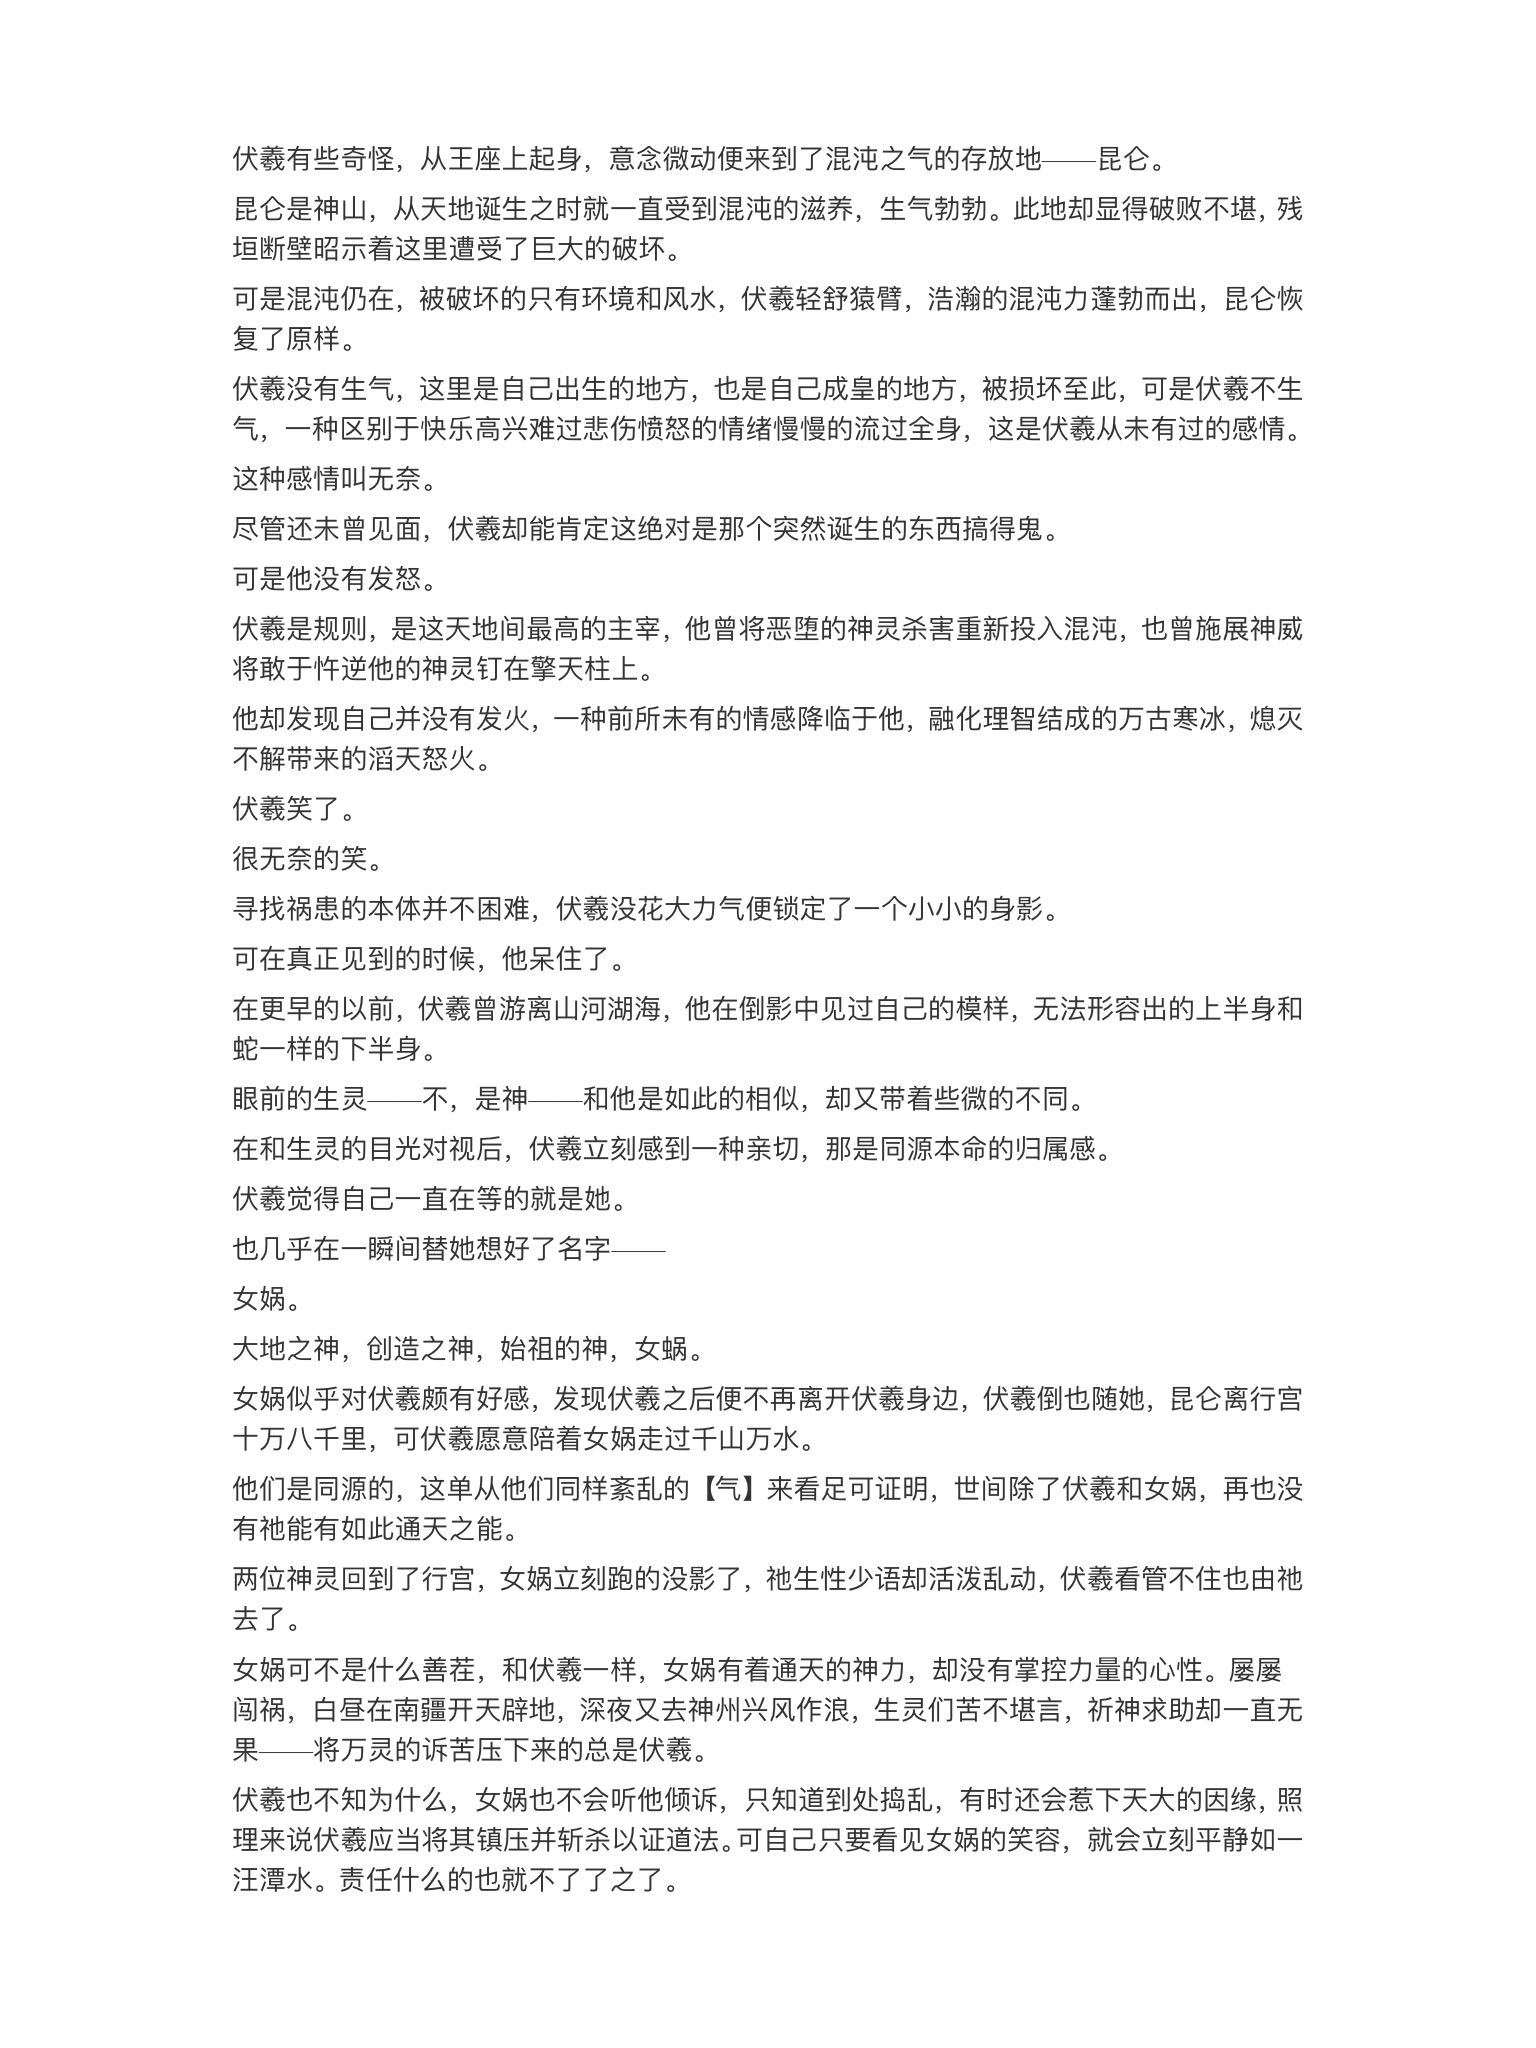 伏羲有些奇怪，从王座上起身，意念微动便来到了混沌之气的存放地——昆仑。
昆仑是神山，从天地诞生之时就一直受到混沌的滋养，生气勃勃。此地却显得破败不堪，残
垣断壁昭示着这里遭受了巨大的破坏。
可是混沌仍在，被破坏的只有环境和风水，伏羲轻舒猿臂，浩瀚的混沌力蓬勃而出，昆仑恢
复了原样。
伏羲没有生气，这里是自己出生的地方，也是自己成皇的地方，被损坏至此，可是伏羲不生
气，一种区别于快乐高兴难过悲伤愤怒的情绪慢慢的流过全身，这是伏羲从未有过的感情。
这种感情叫无奈。
尽管还未曾见面，伏羲却能肯定这绝对是那个突然诞生的东西搞得鬼。
可是他没有发怒。
伏羲是规则，是这天地间最高的主宰，他曾将恶堕的神灵杀害重新投入混沌，也曾施展神威
将敢于忤逆他的神灵钉在擎天柱上。
他却发现自己并没有发火，一种前所未有的情感降临于他，融化理智结成的万古寒冰，熄灭
不解带来的滔天怒火。
伏羲笑了。
很无奈的笑。
寻找祸患的本体并不困难，伏羲没花大力气便锁定了一个小小的身影。
可在真正见到的时候，他呆住了。
在更早的以前，伏羲曾游离山河湖海，他在倒影中见过自己的模样，无法形容出的上半身和
蛇一样的下半身。
眼前的生灵——不，是神——和他是如此的相似，却又带着些微的不同。
在和生灵的目光对视后，伏羲立刻感到一种亲切，那是同源本命的归属感。
伏羲觉得自己一直在等的就是她。
也几乎在一瞬间替她想好了名字——
女娲。
大地之神，创造之神，始祖的神，女蜗。
女娲似乎对伏羲颇有好感，发现伏羲之后便不再离开伏羲身边，伏羲倒也随她，昆仑离行宫
十万八千里，可伏羲愿意陪着女娲走过千山万水。
他们是同源的，这单从他们同样紊乱的【气】来看足可证明，世间除了伏羲和女娲，再也没
有祂能有如此通天之能。
两位神灵回到了行宫，女娲立刻跑的没影了，祂生性少语却活泼乱动，伏羲看管不住也由祂
去了。
女娲可不是什么善茬，和伏羲一样，女娲有着通天的神力，却没有掌控力量的心性。屡屡
闯祸，白昼在南疆开天辟地，深夜又去神州兴风作浪，生灵们苦不堪言，祈神求助却一直无
果——将万灵的诉苦压下来的总是伏羲。
伏羲也不知为什么，女娲也不会听他倾诉，只知道到处捣乱，有时还会惹下天大的因缘，照
理来说伏羲应当将其镇压并斩杀以证道法。可自己只要看见女娲的笑容，就会立刻平静如一
汪潭水。责任什么的也就不了了之了。